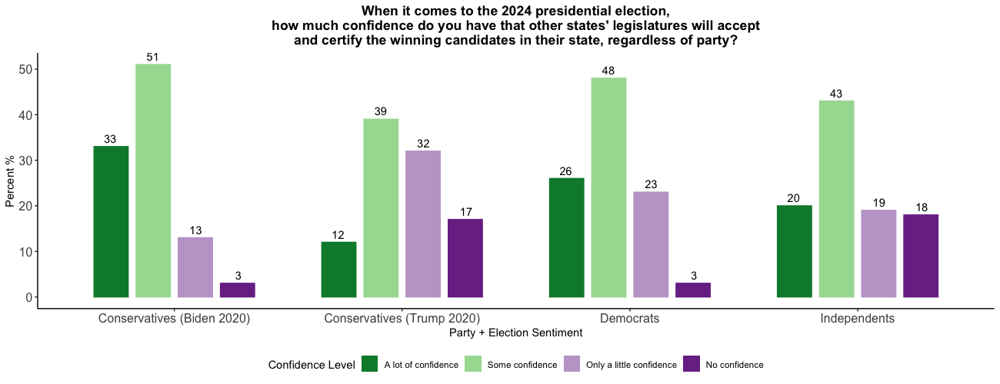 When it comes to the 2024 presidential election,
how much confidence do you have that other states' legislatures will accept
and certify the winning candidates in their state, regardless of party?
Percent %
50
40
30
20
10
0
33
51
13
3
12
39
32
17
26
48
23
3
20
43
19
18
Conservatives (Biden 2020)
Conservatives (Trump 2020)
Democrats
Independents
Party + Election Sentiment
Confidence Level
A lot of confidence
Some confidence
Only a little confidence
No confidence